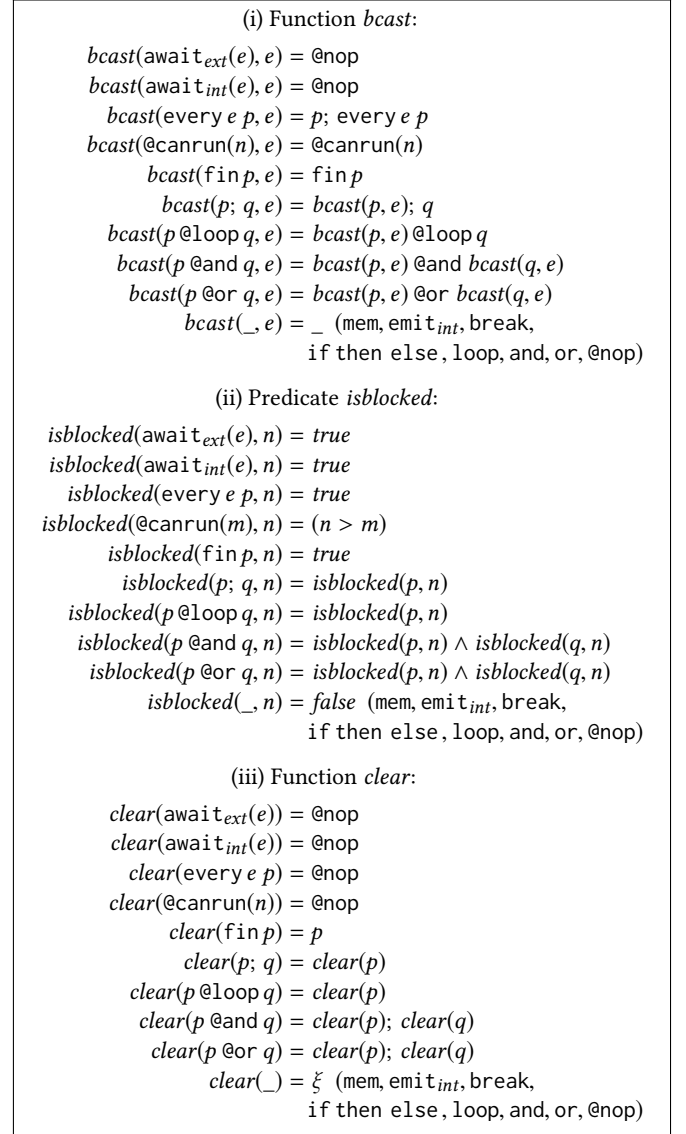 (i) Function bcast:
bcast(await_ext(e), e) = @nop
bcast(await_int(e), e) = @nop
bcast(every e p, e) = p; every e p
bcast(@canrun(n), e) = @canrun(n)
bcast(fin p, e) = fin p
bcast(p; q, e) = bcast(p, e); q
bcast(p @loop q, e) = bcast(p, e) @loop q
bcast(p @and q, e) = bcast(p, e) @and bcast(q, e)
bcast(p @or q, e) = bcast(p, e) @or bcast(q, e)
bcast(_, e) = _ (mem, emit_int, break,
if then else, loop, and, or, @nop)
(ii) Predicate isblocked:
isblocked(await_ext(e), n) = true
isblocked(await_int(e), n) = true
isblocked(every e p, n) = true
isblocked(@canrun(m), n) = (n > m)
isblocked(fin p, n) = true
isblocked(p; q, n) = isblocked(p, n)
isblocked(p @loop q, n) = isblocked(p, n)
isblocked(p @and q, n) = isblocked(p, n) ∧ isblocked(q, n)
isblocked(p @or q, n) = isblocked(p, n) ∧ isblocked(q, n)
isblocked(_, n) = false (mem, emit_int, break,
if then else, loop, and, or, @nop)
(iii) Function clear:
clear(await_ext(e)) = @nop
clear(await_int(e)) = @nop
clear(every e p) = @nop
clear(@canrun(n)) = @nop
clear(fin p) = p
clear(p; q) = clear(p)
clear(p @loop q) = clear(p)
clear(p @and q) = clear(p); clear(q)
clear(p @or q) = clear(p); clear(q)
clear(_) = ξ (mem, emit_int, break,
if then else, loop, and, or, @nop)